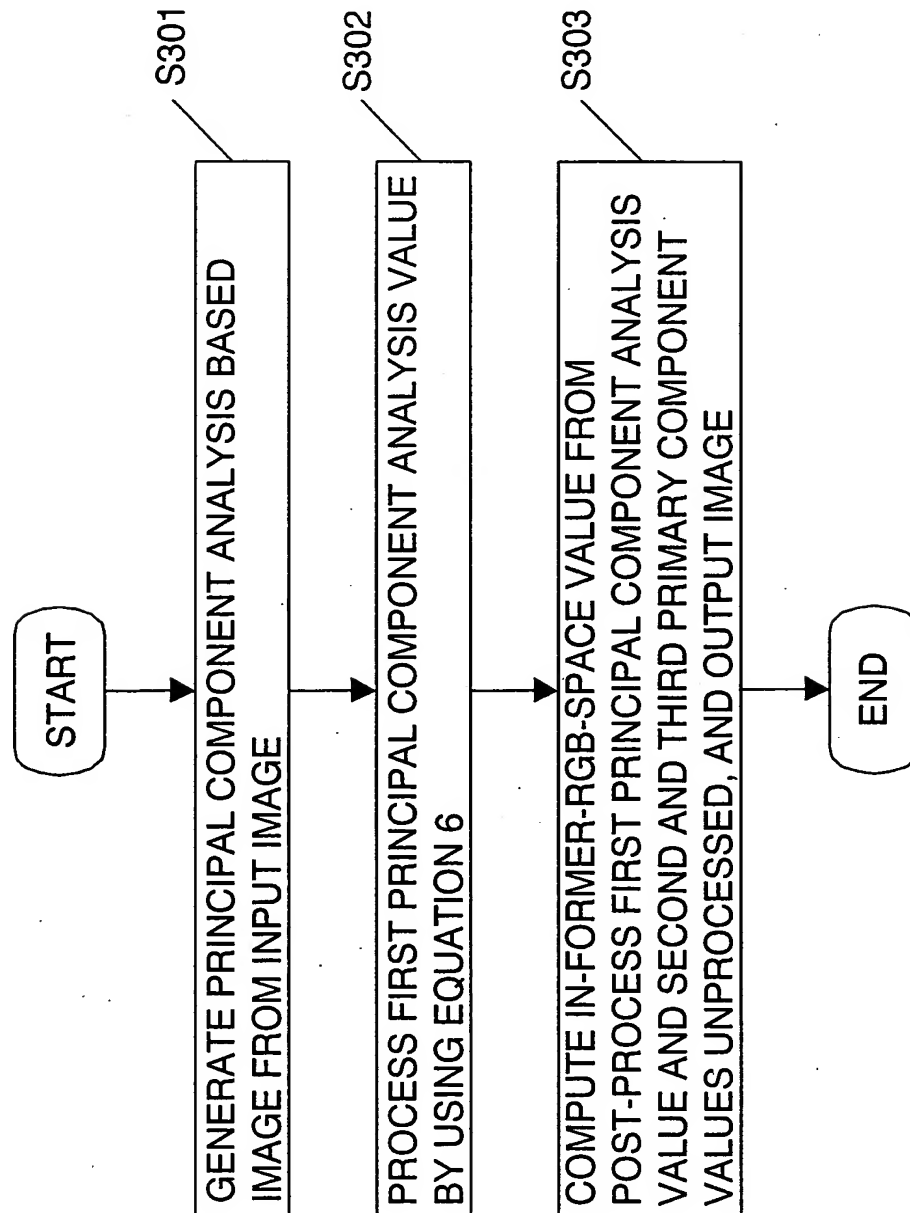 START
S301
GENERATE PRINCIPAL COMPONENT ANALYSIS BASED
IMAGE FROM INPUT IMAGE
S302
PROCESS FIRST PRINCIPAL COMPONENT ANALYSIS VALUE
BY USING EQUATION 6
S303
COMPUTE IN-FORMER-RGB-SPACE VALUE FROM
POST-PROCESS FIRST PRINCIPAL COMPONENT ANALYSIS
VALUE AND SECOND AND THIRD PRIMARY COMPONENT
VALUES UNPROCESSED, AND OUTPUT IMAGE
END